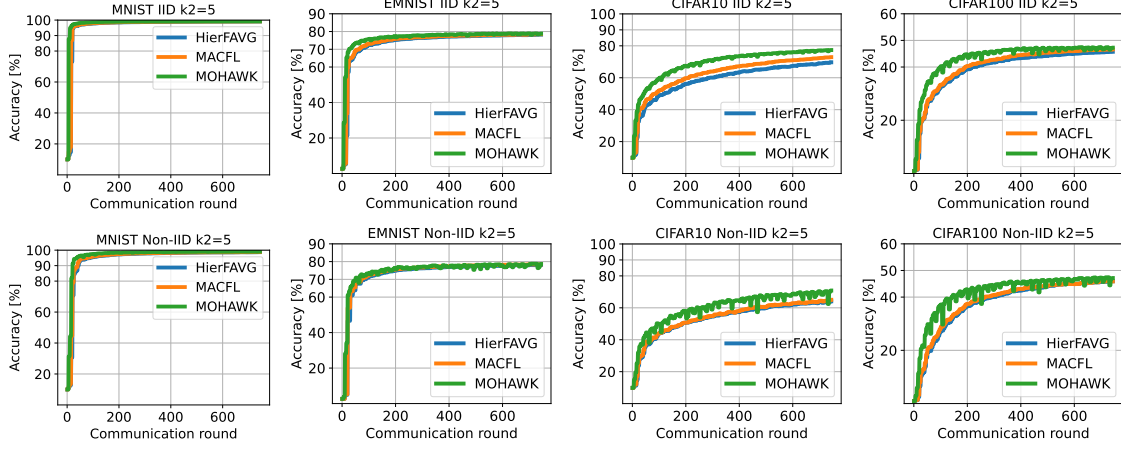 MNIST IID k2=5
Accuracy [%]
100
90
60
40
20
0
200
400
600
Communication round
HierFAVG
MACFL
MOHAWK
EMNIST IID k2=5
Accuracy [%]
90
80
60
40
20
0
200
400
600
Communication round
HierFAVG
MACFL
MOHAWK
CIFAR10 IID k2=5
Accuracy [%]
100
90
80
60
40
20
0
200
400
600
Communication round
HierFAVG
MACFL
MOHAWK
CIFAR100 IID k2=5
Accuracy [%]
60
50
40
20
0
200
400
600
Communication round
HierFAVG
MACFL
MOHAWK
MNIST Non-IID k2=5
Accuracy [%]
100
90
60
40
20
0
200
400
600
Communication round
HierFAVG
MACFL
MOHAWK
EMNIST Non-IID k2=5
Accuracy [%]
90
80
60
40
20
0
200
400
600
Communication round
HierFAVG
MACFL
MOHAWK
CIFAR10 Non-IID k2=5
Accuracy [%]
100
90
80
60
40
20
0
200
400
600
Communication round
HierFAVG
MACFL
MOHAWK
CIFAR100 Non-IID k2=5
Accuracy [%]
60
50
40
20
0
200
400
600
Communication round
HierFAVG
MACFL
MOHAWK